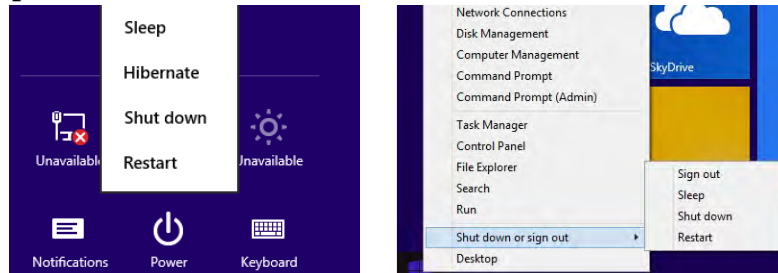 Sleep
Hibernate
Shut down
Restart
Unavailabl
Unavailable
Notifications
Power
Keyboard
Network Connections
Disk Management
Computer Management
Command Prompt
Command Prompt (Admin)
Task Manager
Control Panel
File Explorer
Search
Run
Shut down or sign out
Desktop
SkyDrive
Sign out
Sleep
Shut down
Restart